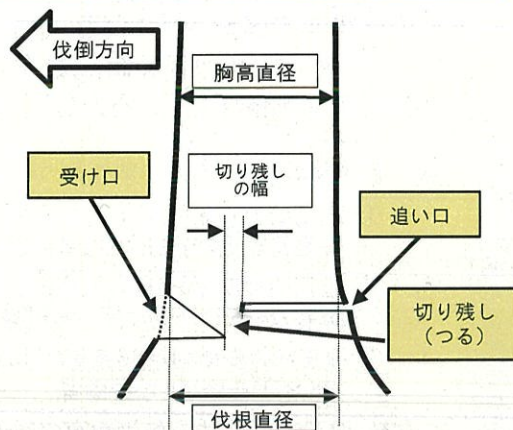 伐倒方向
胸高直径
受け口
切り残し
の幅
追い口
切り残し
（つる）
伐根直径